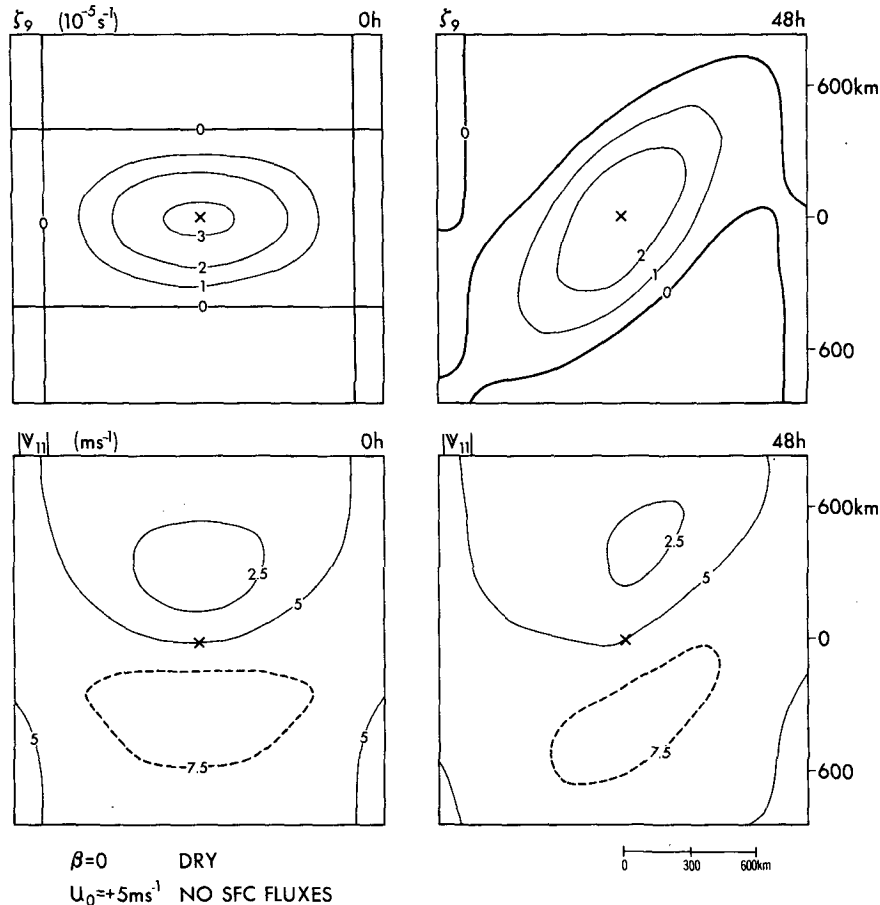 ζ₉ (10⁻⁵s⁻¹) 0h
0
0
3
2
1
0
ζ₉ 48h
600km
0
0
2
1
0
600
|V₁₁| (ms⁻¹) 0h
2.5
5
5
7.5
5
|V₁₁| 48h
600km
2.5
5
0
7.5
600
β=0 DRY
U₀=+5ms⁻¹ NO SFC FLUXES
0 300 600km